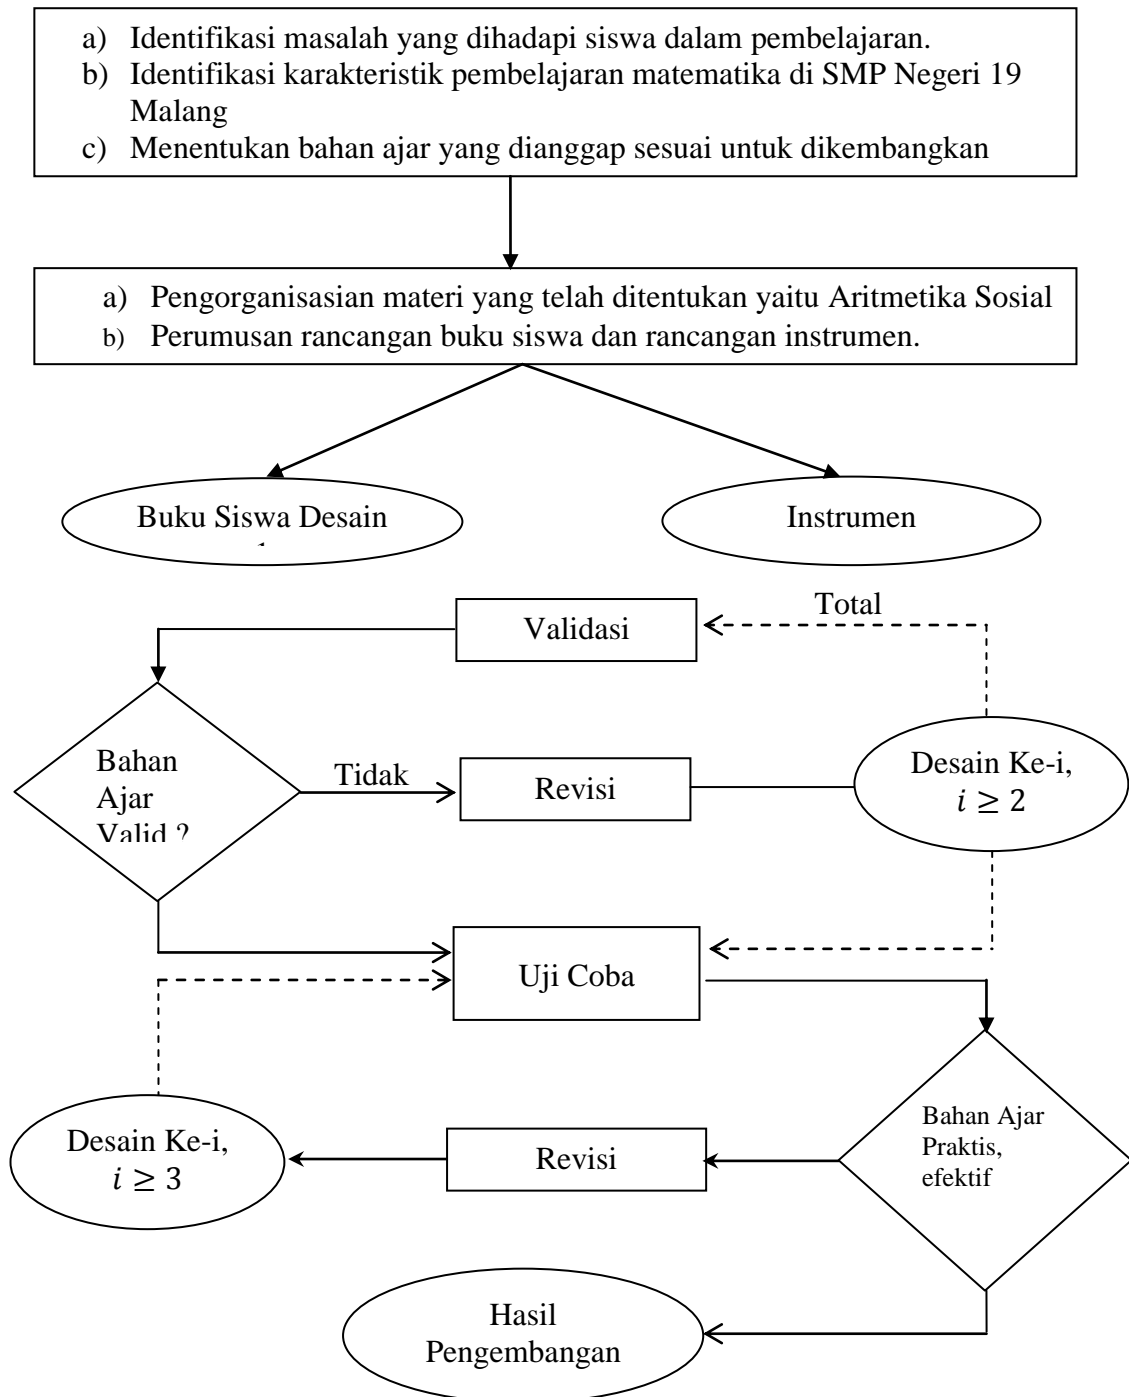 a) Identifikasi masalah yang dihadapi siswa dalam pembelajaran.
b) Identifikasi karakteristik pembelajaran matematika di SMP Negeri 19
Malang
c) Menentukan bahan ajar yang dianggap sesuai untuk dikembangkan
a) Pengorganisasian materi yang telah ditentukan yaitu Aritmetika Sosial
b) Perumusan rancangan buku siswa dan rancangan instrumen.
Buku Siswa Desain
Instrumen
Total
Validasi
Bahan
Ajar
Valid ?
Tidak
Revisi
Desain Ke-i,
𝑖 ≥ 2
Uji Coba
Desain Ke-i,
𝑖 ≥ 3
Revisi
Bahan Ajar
Praktis,
efektif
Hasil
Pengembangan